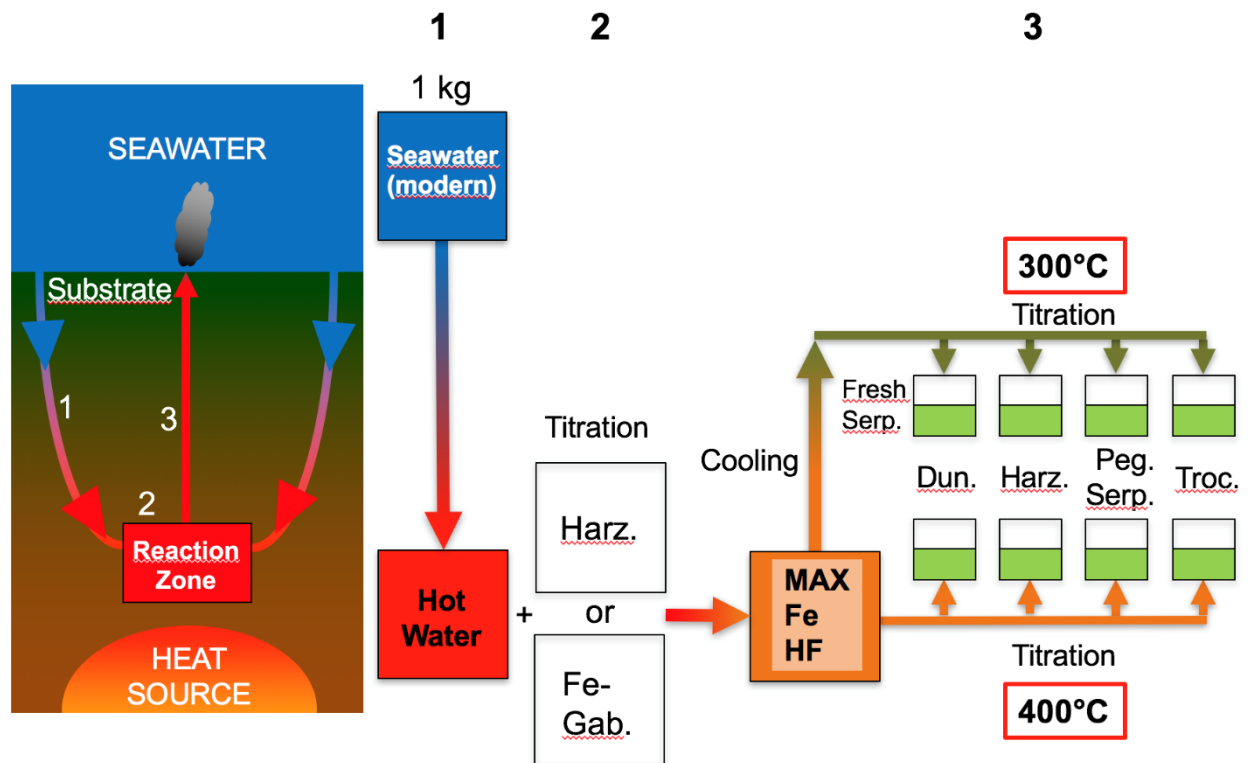 1
2
3
SEAWATER
Substrate
1
3
2
Reaction
Zone
HEAT
SOURCE
1 kg
Seawater
(modern)
Hot
Water
+
Titration
Harz.
or
Fe-
Gab.
Cooling
MAX
Fe
HF
300°C
Titration
Fresh
Serp.
Dun.
Harz.
Peg.
Serp.
Troc.
Titration
400°C